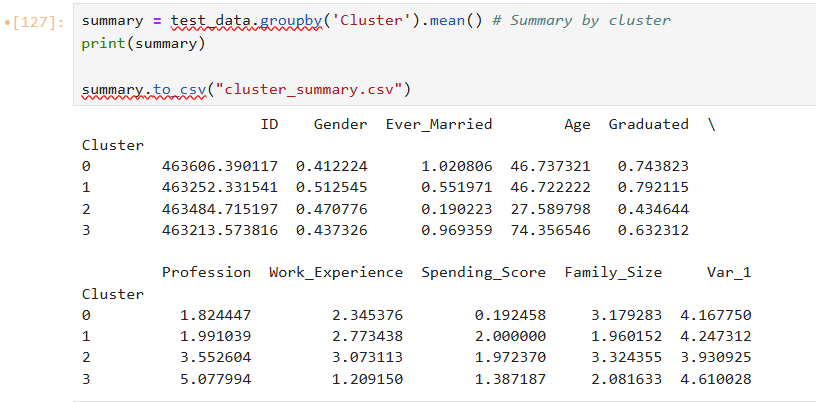 [127]: summary = test_data.groupby('Cluster').mean() # Summary by cluster
print(summary)
summary.to_csv("cluster_summary.csv")
ID Gender Ever_Married Age Graduated \
Cluster
0 463606.390117 0.412224 1.020806 46.737321 0.743823
1 463252.331541 0.512545 0.551971 46.722222 0.792115
2 463484.715197 0.470776 0.190223 27.589798 0.434644
3 463213.573816 0.437326 0.969359 74.356546 0.632312
Profession Work_Experience Spending_Score Family_Size Var_1
Cluster
0 1.824447 2.345376 0.192458 3.179283 4.167750
1 1.991039 2.773438 2.000000 1.960152 4.247312
2 3.552604 3.073113 1.972370 3.324355 3.930925
3 5.077994 1.209150 1.387187 2.081633 4.610028